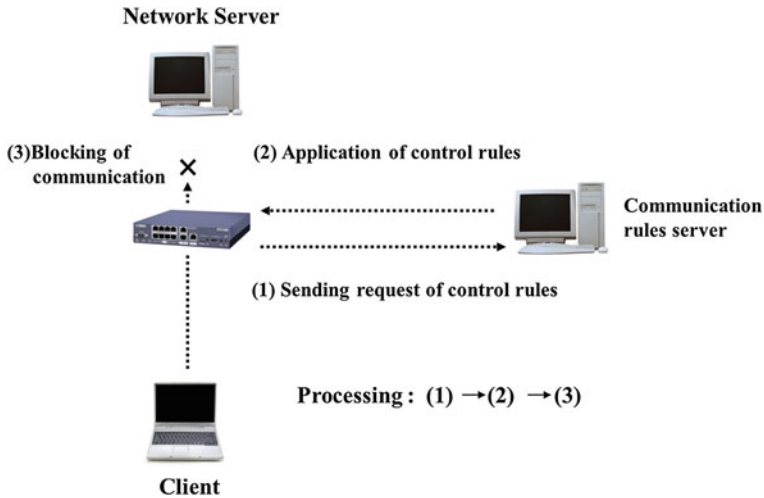 Network Server
(3)Blocking of
communication
(2) Application of control rules
Communication
rules server
(1) Sending request of control rules
Processing : (1) →(2) →(3)
Client